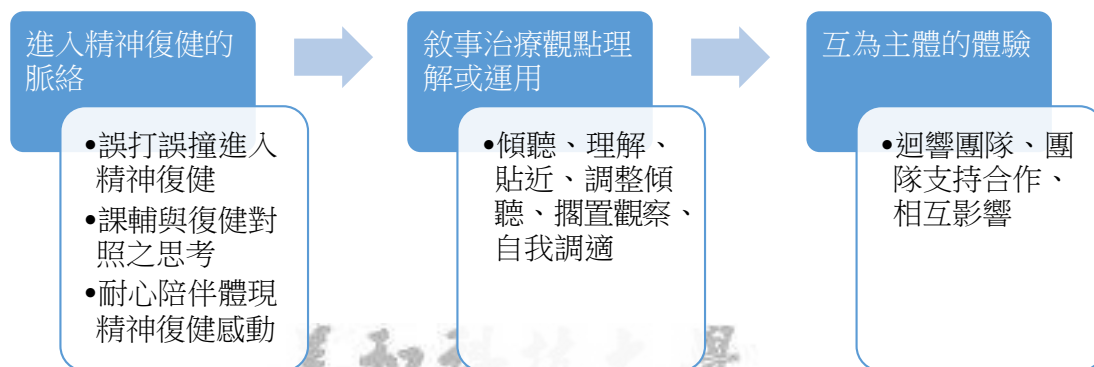 進入精神復健的
脈絡
•誤打誤撞進入
精神復健
•課輔與復健對
照之思考
•耐心陪伴體現
精神復健感動
敘事治療觀點理
解或運用
•傾聽、理解、
貼近、調整傾
聽、擱置觀察、
自我調適
互為主體的體驗
•迴響團隊、團
隊支持合作、
相互影響